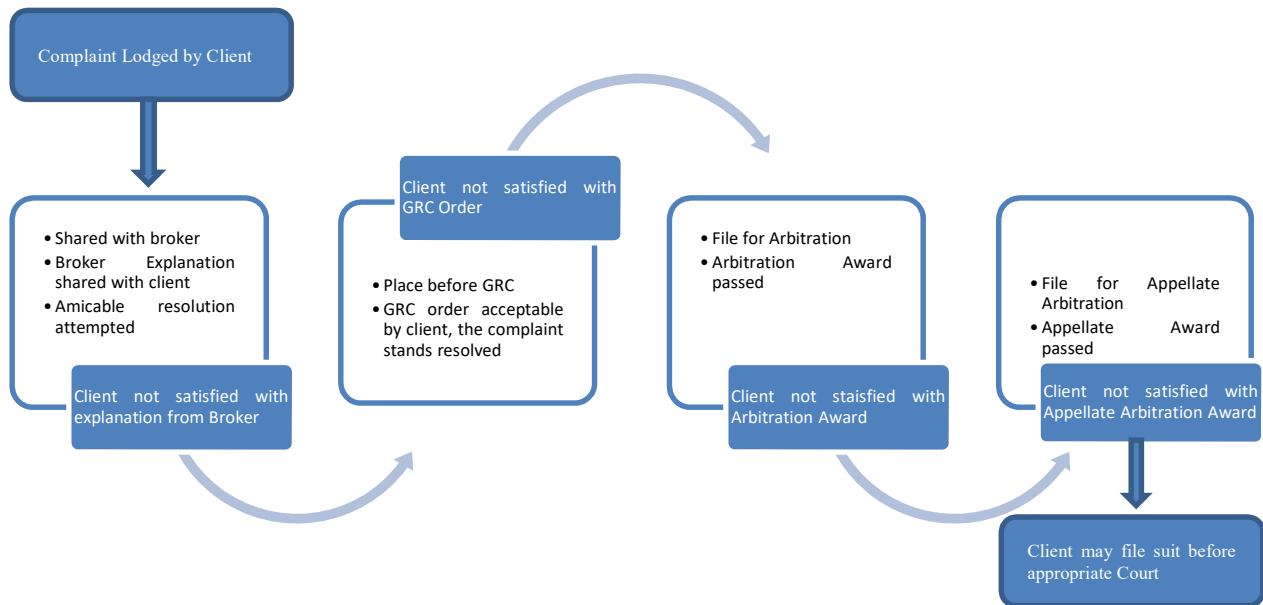 Complaint Lodged by Client
• Shared with broker
• Broker Explanation
shared with client
• Amicable resolution
attempted
Client not satisfied with
explanation from Broker
Client not satisfied with
GRC Order
• Place before GRC
• GRC order acceptable
by client, the complaint
stands resolved
• File for Arbitration
• Arbitration Award
passed
Client not staisfied with
Arbitration Award
• File for Appellate
Arbitration
• Appellate Award
passed
Client not satisfied with
Appellate Arbitration Award
Client may file suit before
appropriate Court